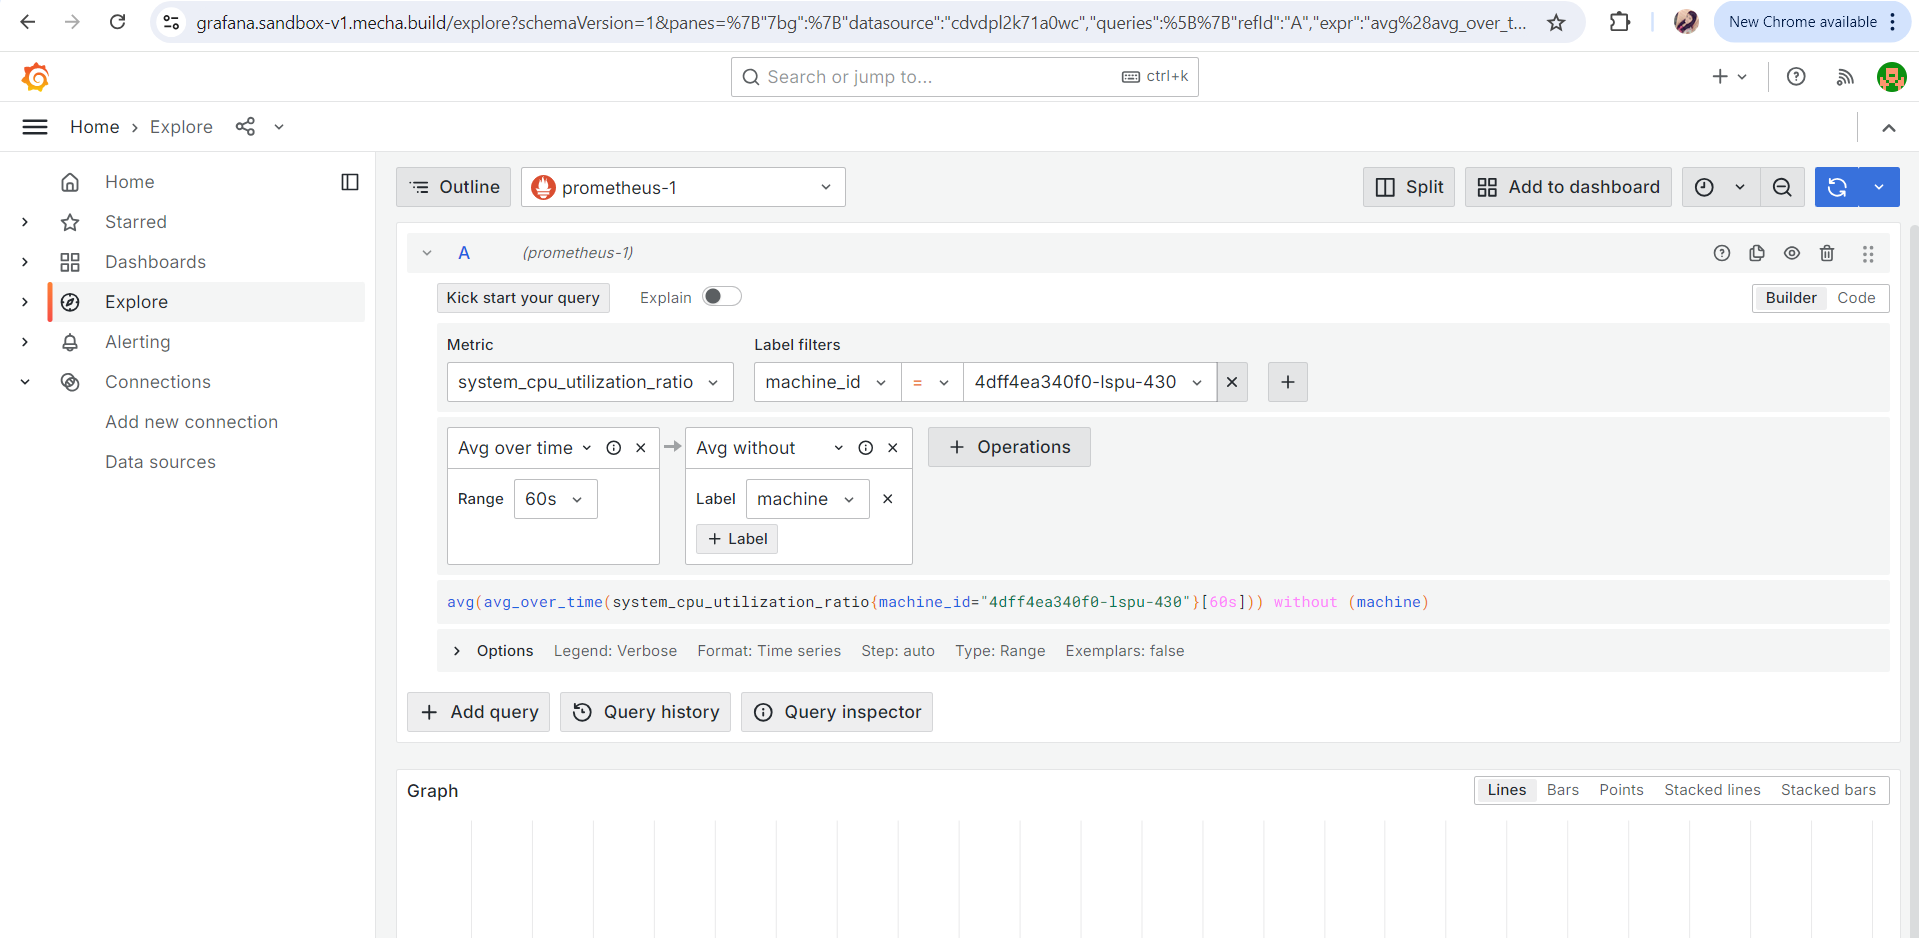 grafana.sandbox-v1.mecha.build/explore?schemaVersion=1&panes=%7B"7bg":%7B"datasource":"cdvdpl2k71a0wc","queries":%5B%7B"refId":"A","expr":"avg%28avg_over_t...
New Chrome available
Search or jump to...
ctrl+k
Home › Explore
Home
Starred
Dashboards
Explore
Alerting
Connections
Add new connection
Data sources
Outline
prometheus-1
Split
Add to dashboard
A
(prometheus-1)
Kick start your query
Explain
Builder
Code
Metric
Label filters
system_cpu_utilization_ratio
machine_id
=
4dff4ea340f0-lspu-430
Avg over time
Avg without
+ Operations
Range
60s
Label
machine
+ Label
avg(avg_over_time(system_cpu_utilization_ratio{machine_id="4dff4ea340f0-lspu-430"}[60s])) without (machine)
Options
Legend: Verbose
Format: Time series
Step: auto
Type: Range
Exemplars: false
+ Add query
Query history
Query inspector
Graph
Lines
Bars
Points
Stacked lines
Stacked bars